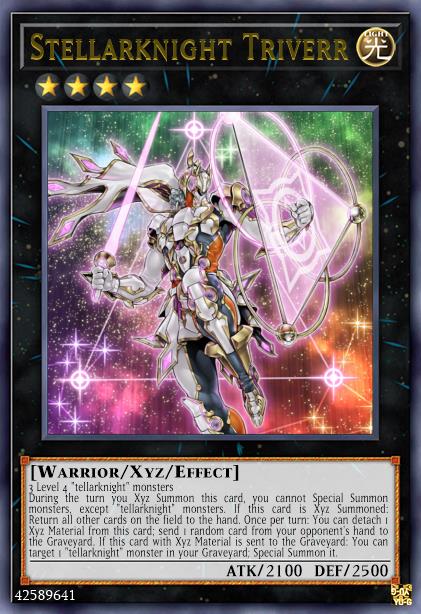 Stellarknight Triverr
LIGHT
光
[Warrior/Xyz/Effect]
3 Level 4 "tellarknight" monsters
During the turn you Xyz Summon this card, you cannot Special Summon
monsters, except "tellarknight" monsters. If this card is Xyz Summoned:
Return all other cards on the field to the hand. Once per turn: You can detach 1
Xyz Material from this card; send 1 random card from your opponent's hand to
the Graveyard. If this card with Xyz Material is sent to the Graveyard: You can
target 1 "tellarknight" monster in your Graveyard; Special Summon it.
ATK/2100 DEF/2500
42589641